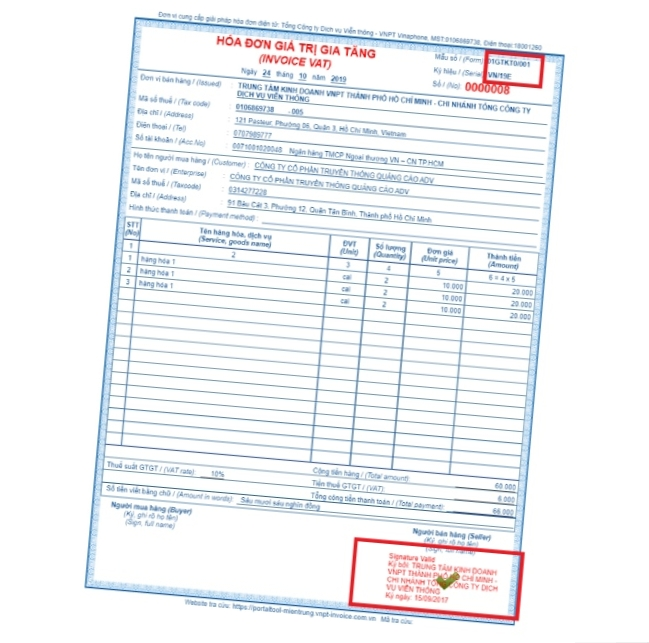 Đơn vị cung cấp giải pháp hóa đơn điện tử: Tổng Công ty Dịch vụ Viễn thông - VNPT Vinaphone, MST:0106869738, Điện thoại:18001260
HÓA ĐƠN GIÁ TRỊ GIA TĂNG
(INVOICE VAT)
Ngày 24 tháng 10 năm 2019
Mẫu số / (Form) 01GTKT0/001
Ký hiệu / (Serial) VN/19E
Số / (No) 0000008
Đơn vị bán hàng / (Issued) : TRUNG TÂM KINH DOANH VNPT THÀNH PHỐ HỒ CHÍ MINH - CHI NHÁNH TỔNG CÔNG TY
DỊCH VỤ VIỄN THÔNG
Mã số thuế / (Tax code) : 0106869738 -005
Địa chỉ / (Address) : 121 Pasteur, Phường 06, Quận 3, Hồ Chí Minh, Vietnam
Điện thoại / (Tel) : 0707989777
Số tài khoản / (Acc.No) : 0071001020048 Ngân hàng TMCP Ngoại thương VN – CN TP.HCM
Họ tên người mua hàng / (Customer) : CÔNG TY CỔ PHẦN TRUYỀN THÔNG QUẢNG CÁO ADV
Tên đơn vị / (Enterprise) : CÔNG TY CỔ PHẦN TRUYỀN THÔNG QUẢNG CÁO ADV
Mã số thuế / (Taxcode) : 0314277228
Địa chỉ / (Address) : 51 Bàu Cát 3, Phường 12, Quận Tân Bình, Thành phố Hồ Chí Minh
Hình thức thanh toán / (Payment method) :
STT Tên hàng hóa, dịch vụ ĐVT Số lượng Đơn giá Thành tiền
(No) (Service, goods name) (Unit) (Quantity) (Unit price) (Amount)
1 2 3 4 5 6 = 4 x 5
1 hàng hóa 1 cai 2 10.000 20.000
2 hàng hóa 1 cai 2 10.000 20.000
3 hàng hóa 1 cai 2 10.000 20.000
Cộng tiền hàng / (Total amount): 60.000
Thuế suất GTGT / (VAT rate) : 10% Tiền thuế GTGT / (VAT): 6.000
Tổng cộng tiền thanh toán / (Total payment): 66.000
Số tiền viết bằng chữ / (Amount in words): Sáu mươi sáu nghìn đồng
Người mua hàng (Buyer) Người bán hàng (Seller)
(Ký, ghi rõ họ tên) (Ký, ghi rõ họ tên)
(Sign, full name) (Sign, full name)
Signature Valid
Ký bởi: TRUNG TÂM KINH DOANH
VNPT THÀNH PHỐ CHÍ MINH -
CHI NHÁNH TỔNG CÔNG TY DỊCH
VỤ VIỄN THÔNG
Ký ngày: 15/09/2017
Website tra cứu: https://portaltool-mientrung.vnpt-invoice.com.vn Mã tra cứu: